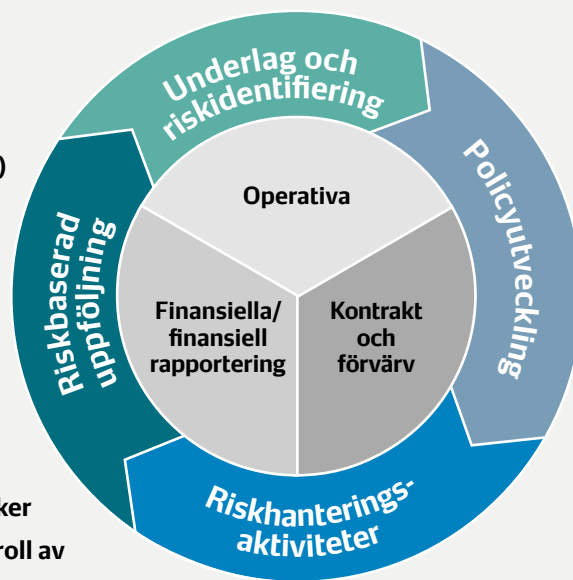 Underlag och
riskidentifiering
)
Operativa
Policyutveckling
Riskbaserad
uppföljning
Finansiella/
finansiell
rapportering
Kontrakt
och
förvärv
Riskhanterings-
aktiviteter
ker
roll av